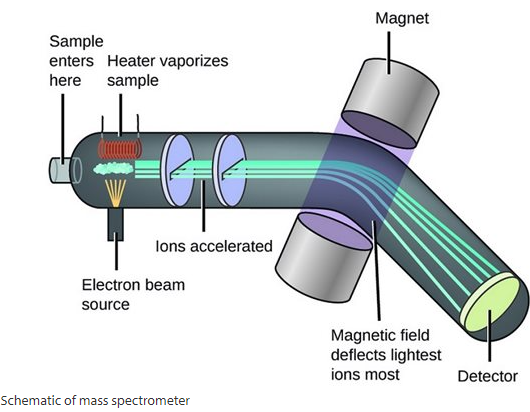 Magnet
Sample
enters
here
Heater vaporizes
sample
Ions accelerated
Electron beam
source
Magnetic field
deflects lightest
ions most
Detector
Schematic of mass spectrometer